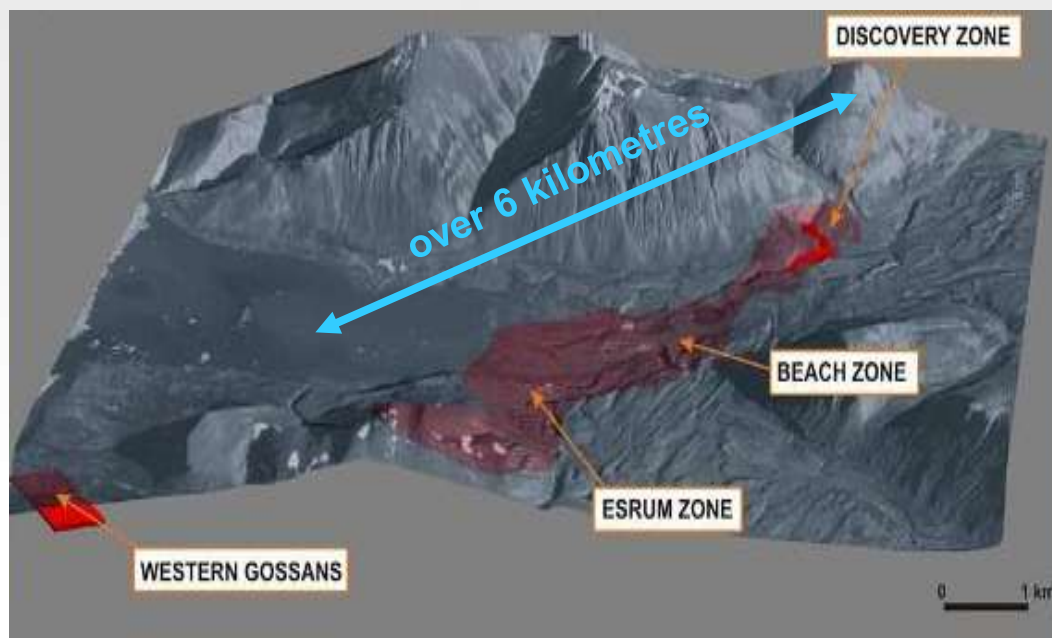 DISCOVERY ZONE
over 6 kilometres
BEACH ZONE
ESRUM ZONE
WESTERN GOSSANS
0 1 km